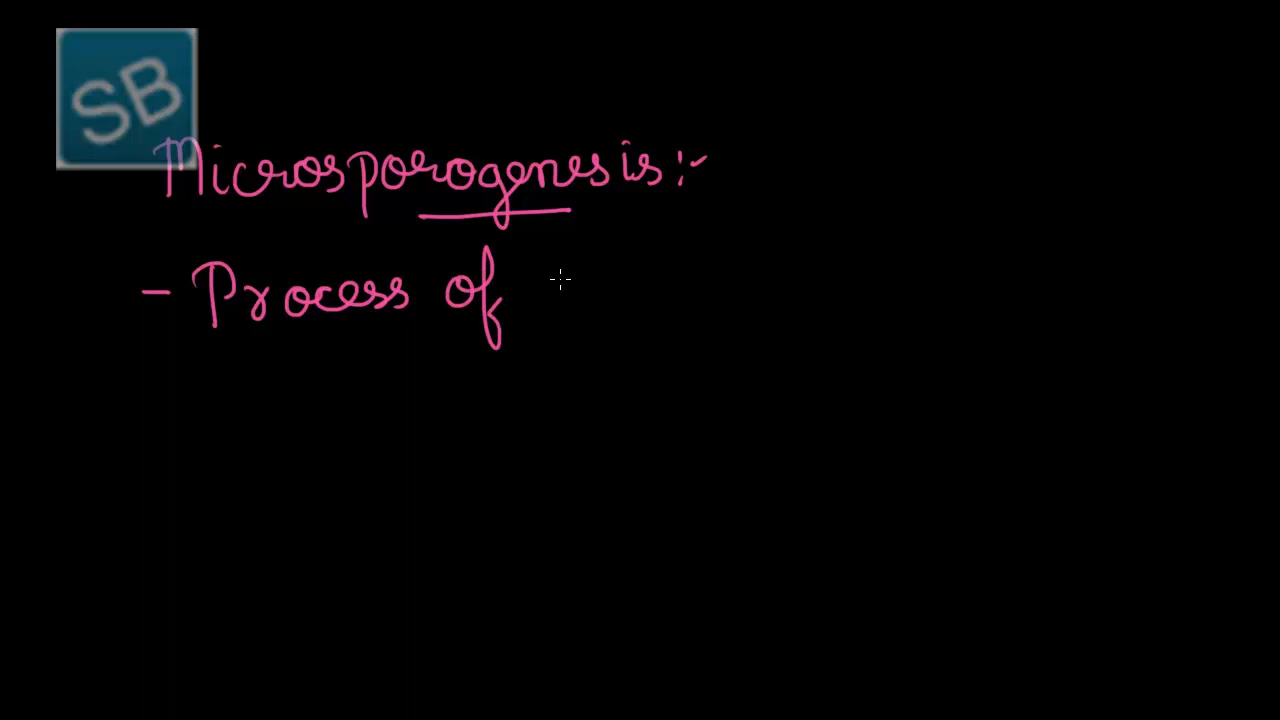 SB
Microsporogenesis :-
- Process of